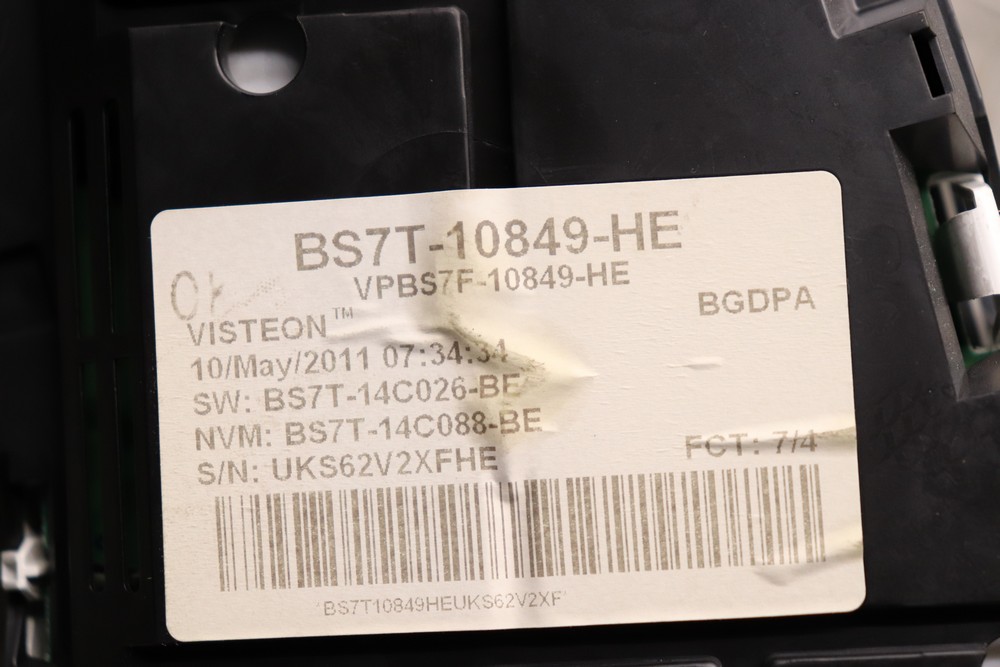 BS7T-10849-HE
VPBS7F-10849-HE
BGDPA
VISTEON™
10/May/2011 07:34:34
SW: BS7T-14C026-BE
NVM: BS7T-14C088-BE
FCT: 7/4
S/N: UKS62V2XFHE
*BS7T10849HEUKS62V2XF*